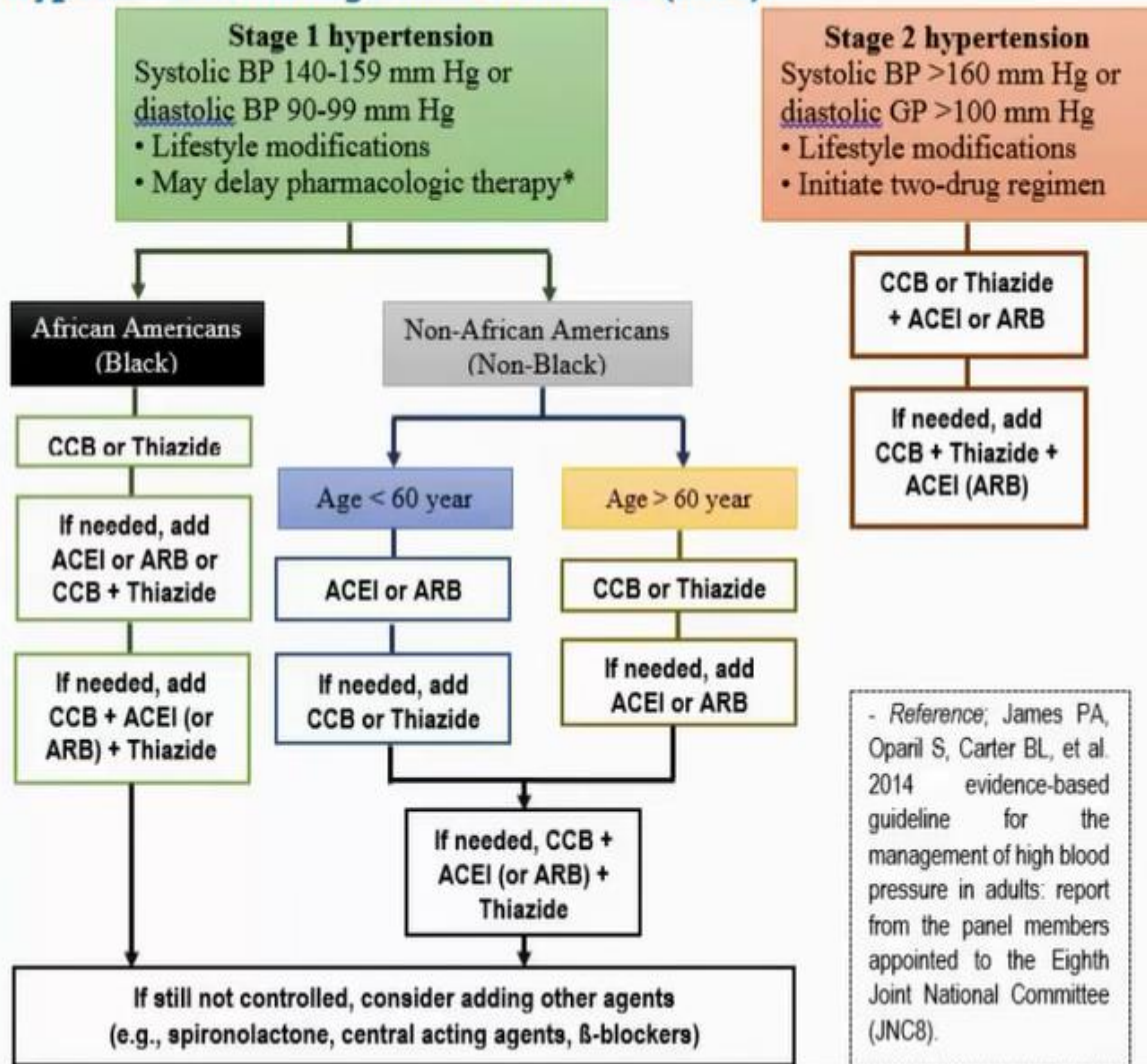 Stage 1 hypertension
Systolic BP 140-159 mm Hg or
diastolic BP 90-99 mm Hg
• Lifestyle modifications
• May delay pharmacologic therapy*
Stage 2 hypertension
Systolic BP >160 mm Hg or
diastolic GP >100 mm Hg
• Lifestyle modifications
• Initiate two-drug regimen
African Americans
(Black)
Non-African Americans
(Non-Black)
CCB or Thiazide
+ ACEI or ARB
CCB or Thiazide
If needed, add
ACEI or ARB or
CCB + Thiazide
If needed, add
CCB + ACEI (or
ARB) + Thiazide
Age < 60 year
ACEI or ARB
If needed, add
CCB or Thiazide
Age > 60 year
CCB or Thiazide
If needed, add
ACEI or ARB
If needed, add
CCB + Thiazide +
ACEI (ARB)
If needed, CCB +
ACEI (or ARB) +
Thiazide
If still not controlled, consider adding other agents
(e.g., spironolactone, central acting agents, ß-blockers)
- Reference; James PA,
Oparil S, Carter BL, et al.
2014 evidence-based
guideline for the
management of high blood
pressure in adults: report
from the panel members
appointed to the Eighth
Joint National Committee
(JNC8).